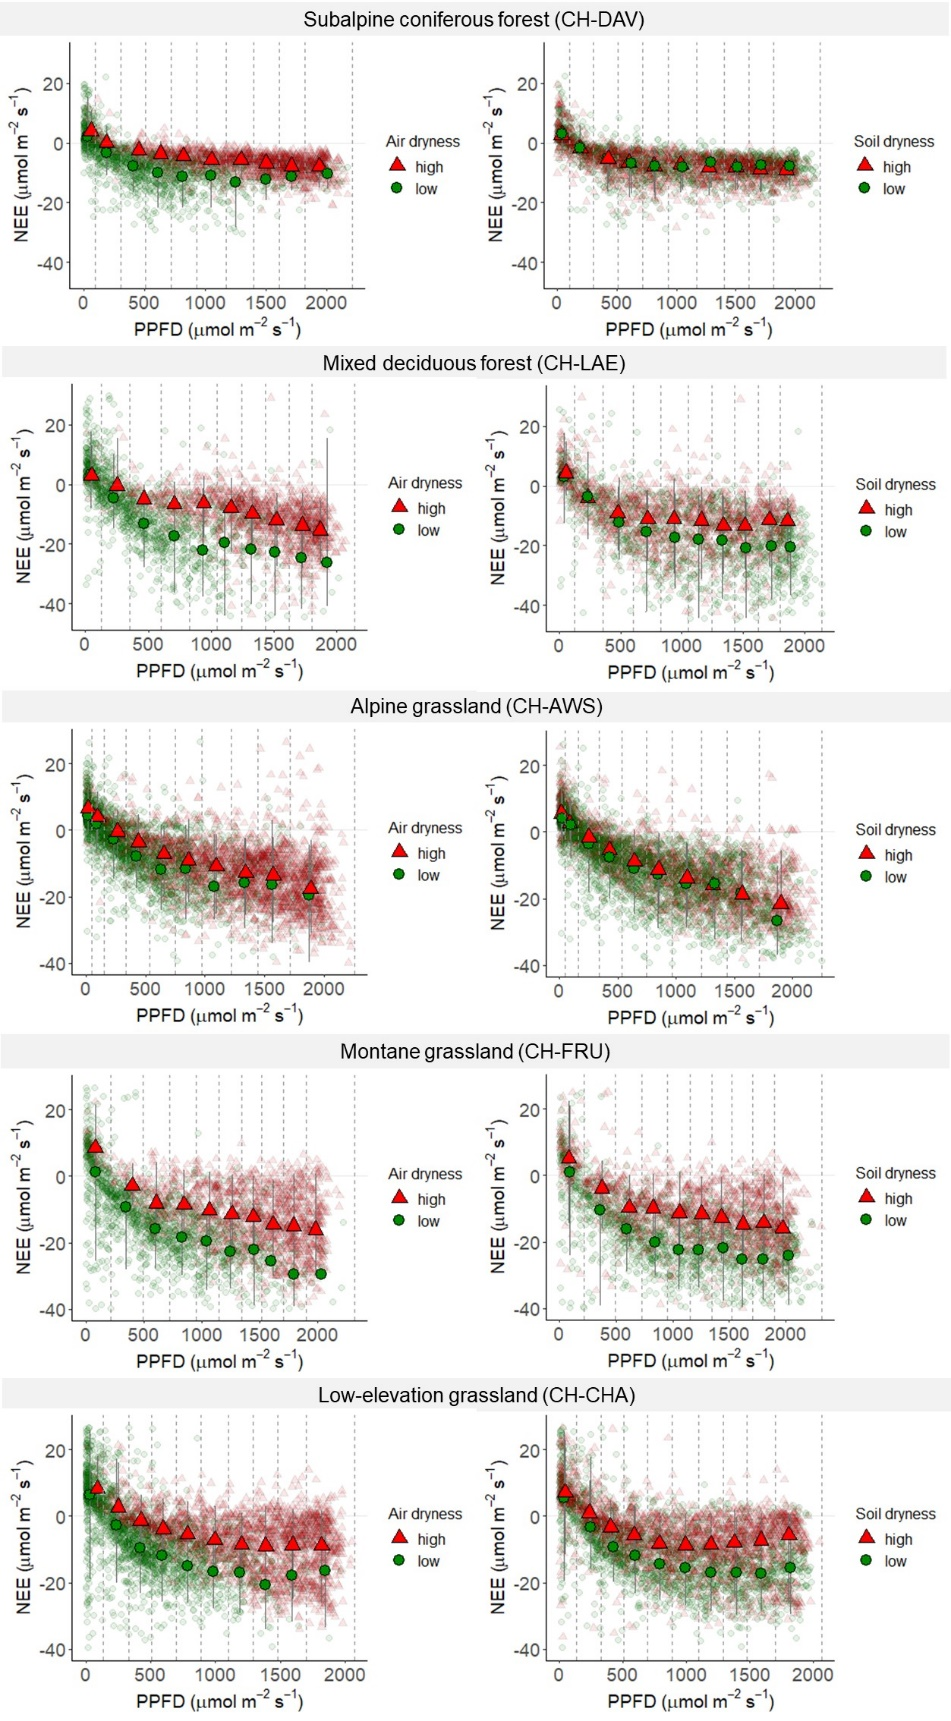 Subalpine coniferous forest (CH-DAV)
NEE (μmol m−2 s−1)
20
0
-20
-40
0 500 1000 1500 2000
PPFD (μmol m−2 s−1)
Air dryness
high
low
NEE (μmol m−2 s−1)
20
0
-20
-40
0 500 1000 1500 2000
PPFD (μmol m−2 s−1)
Soil dryness
high
low
Mixed deciduous forest (CH-LAE)
NEE (μmol m−2 s−1)
20
0
-20
-40
0 500 1000 1500 2000
PPFD (μmol m−2 s−1)
Air dryness
high
low
NEE (μmol m−2 s−1)
20
0
-20
-40
0 500 1000 1500 2000
PPFD (μmol m−2 s−1)
Soil dryness
high
low
Alpine grassland (CH-AWS)
NEE (μmol m−2 s−1)
20
0
-20
-40
0 500 1000 1500 2000
PPFD (μmol m−2 s−1)
Air dryness
high
low
NEE (μmol m−2 s−1)
20
0
-20
-40
0 500 1000 1500 2000
PPFD (μmol m−2 s−1)
Soil dryness
high
low
Montane grassland (CH-FRU)
NEE (μmol m−2 s−1)
20
0
-20
-40
0 500 1000 1500 2000
PPFD (μmol m−2 s−1)
Air dryness
high
low
NEE (μmol m−2 s−1)
20
0
-20
-40
0 500 1000 1500 2000
PPFD (μmol m−2 s−1)
Soil dryness
high
low
Low-elevation grassland (CH-CHA)
NEE (μmol m−2 s−1)
20
0
-20
-40
0 500 1000 1500 2000
PPFD (μmol m−2 s−1)
Air dryness
high
low
NEE (μmol m−2 s−1)
20
0
-20
-40
0 500 1000 1500 2000
PPFD (μmol m−2 s−1)
Soil dryness
high
low